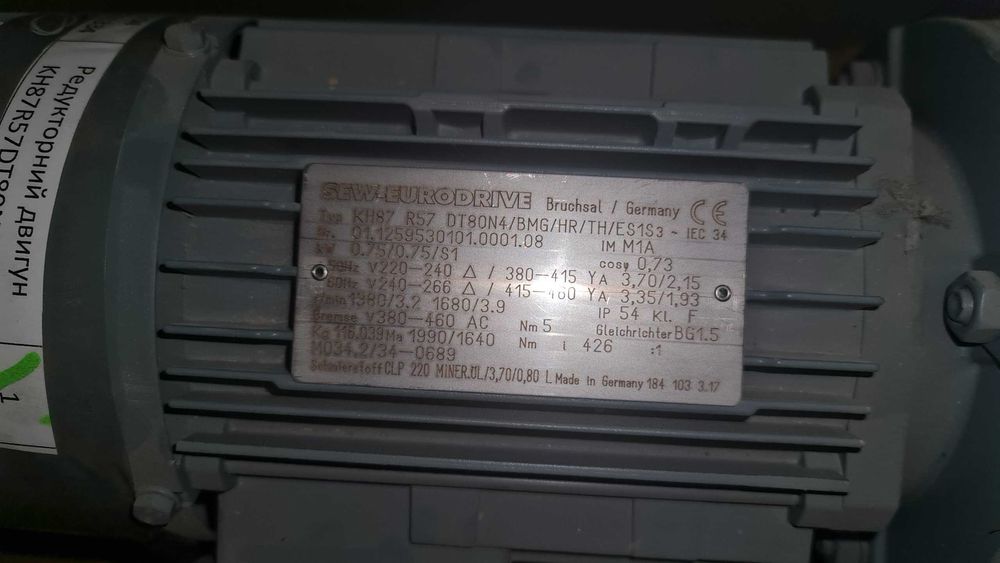 Редукторний двигун
KH87R57DT80
1
SEW-EURODRIVE Bruchsal / Germany CE
Typ KH87 R57 DT80N4/BMG/HR/TH/ES1S3 ~ IEC 34
Nr. 01.1259530101.0001.08 IM M1A
kW 0.75/0.75/S1 cosφ 0,73
50Hz V220-240 Δ / 380-415 Y A 3,70/2,15
60Hz V240-266 Δ / 415-460 Y A 3,35/1,93
r/min 1380/3.2 1680/3.9 IP 54 Kl. F
Bremse V380-460 AC Nm 5 Gleichrichter BG1.5
Kg 116.039 Ma 1990/1640 Nm i 426 :1
M034.2/34-0689
Schmierstoff CLP 220 MINER.ÖL/3,70/0,80 L Made in Germany 184 103 3.17